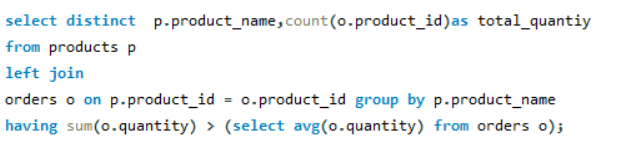 select distinct  p.product_name,count(o.product_id)as total_quantiy
from products p
left join
orders o on p.product_id = o.product_id group by p.product_name
having sum(o.quantity) > (select avg(o.quantity) from orders o);